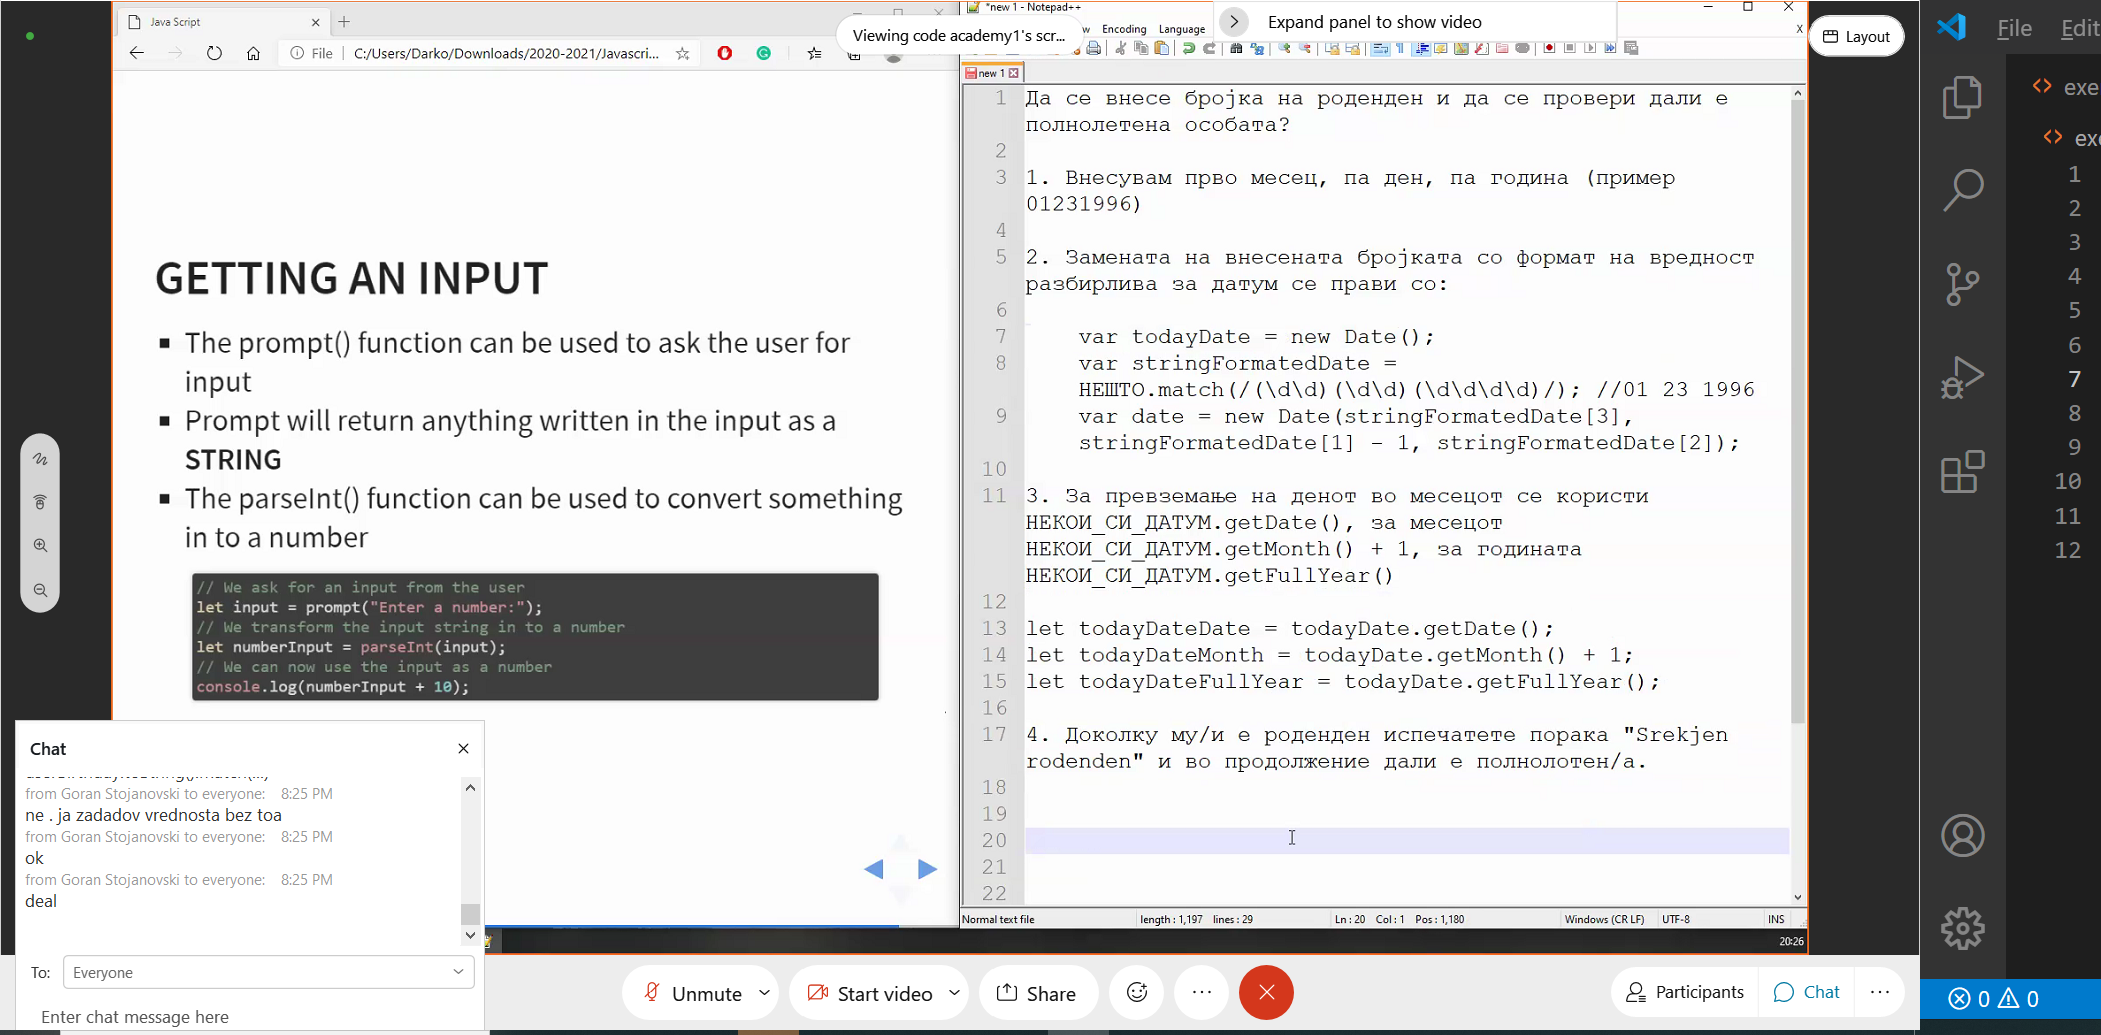 Java Script
File
C:/Users/Darko/Downloads/2020-2021/Javascri...
Viewing code academy1's scr...
*new 1 - Notepad++
Encoding
Language
Expand panel to show video
Layout
new 1
GETTING AN INPUT
The prompt() function can be used to ask the user for
input
Prompt will return anything written in the input as a
STRING
The parseInt() function can be used to convert something
in to a number
// We ask for an input from the user
let input = prompt("Enter a number:");
// We transform the input string in to a number
let numberInput = parseInt(input);
// We can now use the input as a number
console.log(numberInput + 10);
1 Да се внесе бројка на роденден и да се провери дали е
полнолетена особата?
2
3 1. Внесувам прво месец, па ден, па година (пример
01231996)
4
5 2. Замената на внесената бројката со формат на вредност
разбирлива за датум се прави со:
6
7 var todayDate = new Date();
8 var stringFormatedDate =
НЕШТО.match(/(\d\d)(\d\d)(\d\d\d\d)/); //01 23 1996
9 var date = new Date(stringFormatedDate[3],
stringFormatedDate[1] - 1, stringFormatedDate[2]);
10
11 3. За превземање на денот во месецот се користи
НЕКОИ_СИ_ДАТУМ.getDate(), за месецот
НЕКОИ_СИ_ДАТУМ.getMonth() + 1, за годината
НЕКОИ_СИ_ДАТУМ.getFullYear()
12
13 let todayDateDate = todayDate.getDate();
14 let todayDateMonth = todayDate.getMonth() + 1;
15 let todayDateFullYear = todayDate.getFullYear();
16
17 4. Доколку му/и е роденден испечатете порака "Srekjen
rodenden" и во продолжение дали е полнолотен/а.
18
19
20
21
22
Normal text file
length : 1,197 lines : 29
Ln : 20 Col : 1 Pos : 1,180
Windows (CR LF)
UTF-8
INS
20:26
Chat
from Goran Stojanovski to everyone: 8:25 PM
ne . ja zadadov vrednosta bez toa
from Goran Stojanovski to everyone: 8:25 PM
ok
from Goran Stojanovski to everyone: 8:25 PM
deal
To: Everyone
Enter chat message here
Unmute
Start video
Share
Participants
Chat
File
Edit
exe
exe
1
2
3
4
5
6
7
8
9
10
11
12
0 0